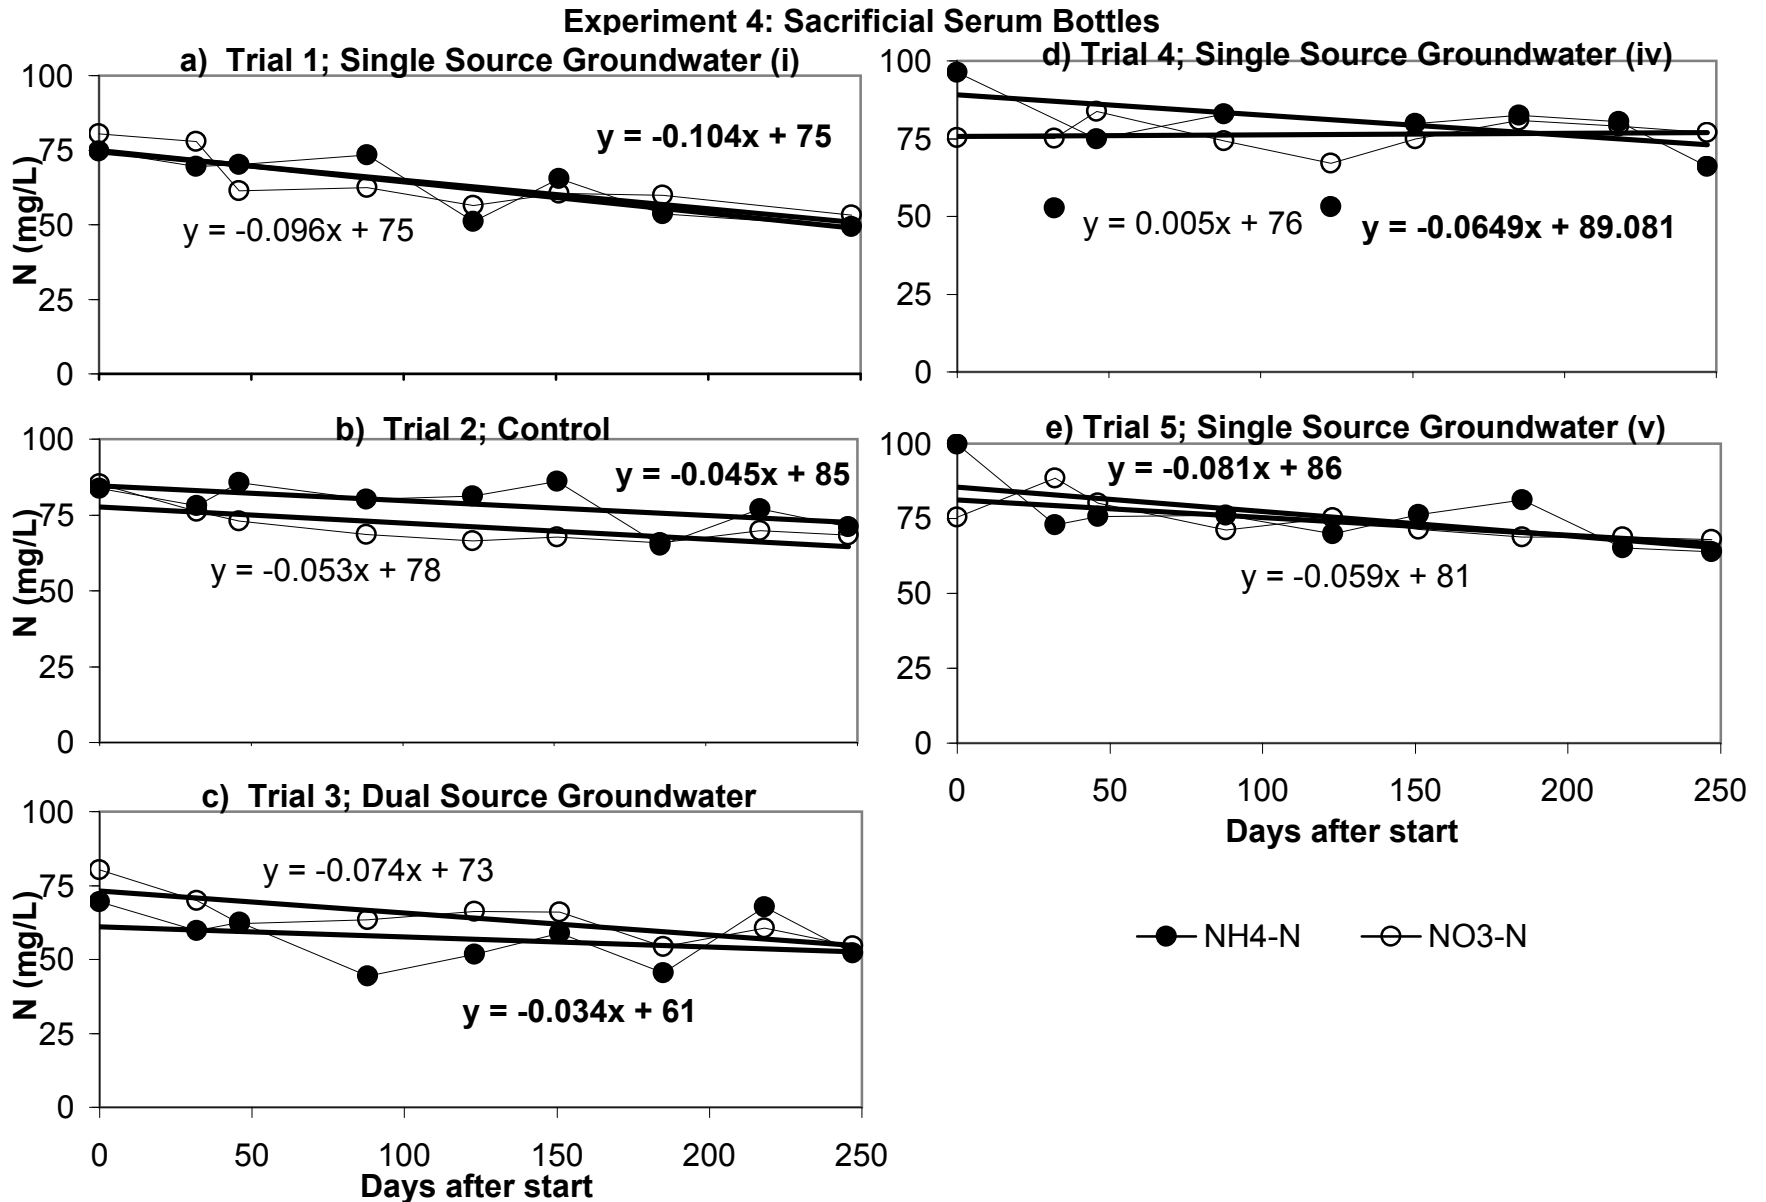 Experiment 4: Sacrificial Serum Bottles
a) Trial 1; Single Source Groundwater (i)
100
75
50
25
0
N (mg/L)
y = -0.104x + 75
y = -0.096x + 75
b) Trial 2; Control
100
75
50
25
0
N (mg/L)
y = -0.045x + 85
y = -0.053x + 78
c) Trial 3; Dual Source Groundwater
100
75
50
25
0
N (mg/L)
y = -0.074x + 73
y = -0.034x + 61
0 50 100 150 200 250
Days after start
d) Trial 4; Single Source Groundwater (iv)
100
75
50
25
0
y = 0.005x + 76
y = -0.0649x + 89.081
e) Trial 5; Single Source Groundwater (v)
100
75
50
25
0
y = -0.081x + 86
y = -0.059x + 81
0 50 100 150 200 250
Days after start
NH4-N NO3-N